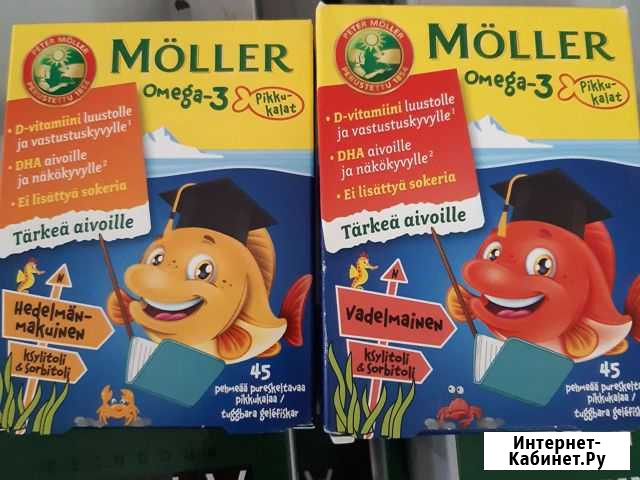 PETER MÖLLER
PERUSTETTU 1854
MÖLLER
Omega-3
Pikku-
kalat
• D-vitamiini luustolle
ja vastustuskyvylle¹
• DHA aivoille
ja näkökyvylle²
• Ei lisättyä sokeria
Tärkeä aivoille
N
Hedelmän-
makuinen
ksylitoli
& sorbitoli
45
pehmeää pureskeltavaa
pikkukalaa /
tuggbara geléfiskar
PETER MÖLLER
PERUSTETTU 1854
MÖLLER
Omega-3
Pikku-
kalat
• D-vitamiini luustolle
ja vastustuskyvylle¹
• DHA aivoille
ja näkökyvylle²
• Ei lisättyä sokeria
Tärkeä aivoille
N
Vadelmainen
ksylitoli
& sorbitoli
45
pehmeää pureskelta
pikkukalaa /
tuggbara geléfisk
Интернет-
Кабинет.Ру